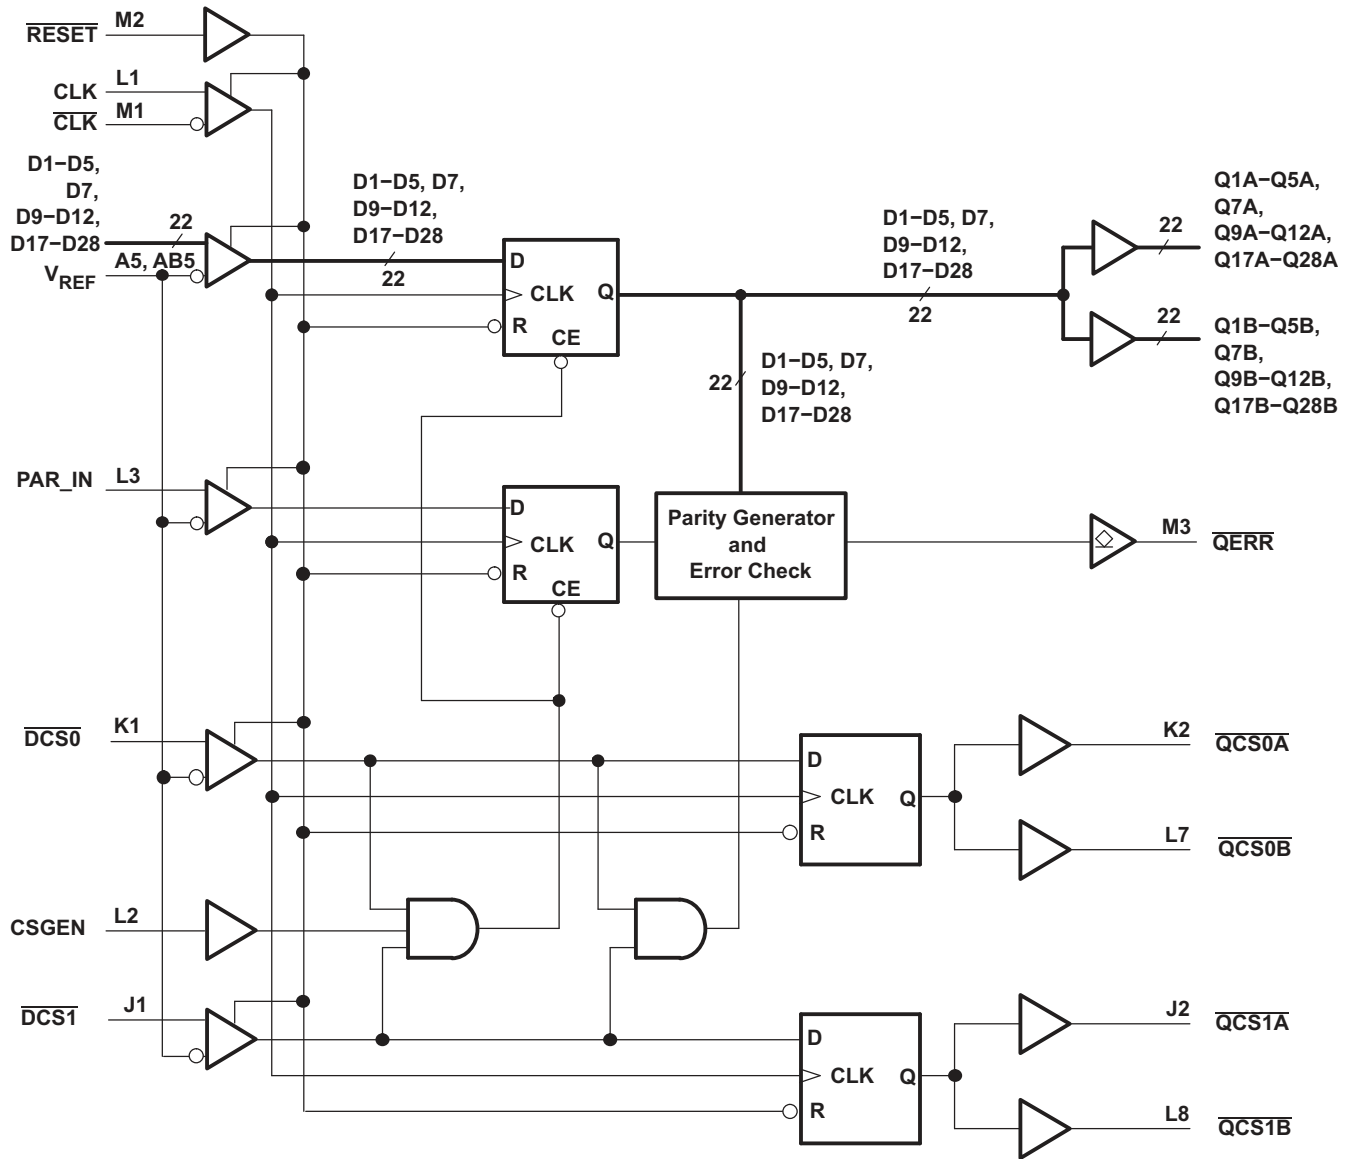 RESET M2
CLK L1
CLK M1
D1−D5,
D7,
D9−D12,
D17−D28
22
VREF A5, AB5
D1−D5, D7,
D9−D12,
D17−D28
22
D
CLK Q
R
CE
D1−D5, D7,
D9−D12,
D17−D28
22
22
Q1A−Q5A,
Q7A,
Q9A−Q12A,
Q17A−Q28A
22
Q1B−Q5B,
Q7B,
Q9B−Q12B,
Q17B−Q28B
22
D1−D5, D7,
D9−D12,
D17−D28
PAR_IN L3
D
CLK Q
R
CE
Parity Generator
and
Error Check
M3 QERR
DCS0 K1
D
CLK Q
R
K2 QCS0A
L7 QCS0B
CSGEN L2
DCS1 J1
D
CLK Q
R
J2 QCS1A
L8 QCS1B